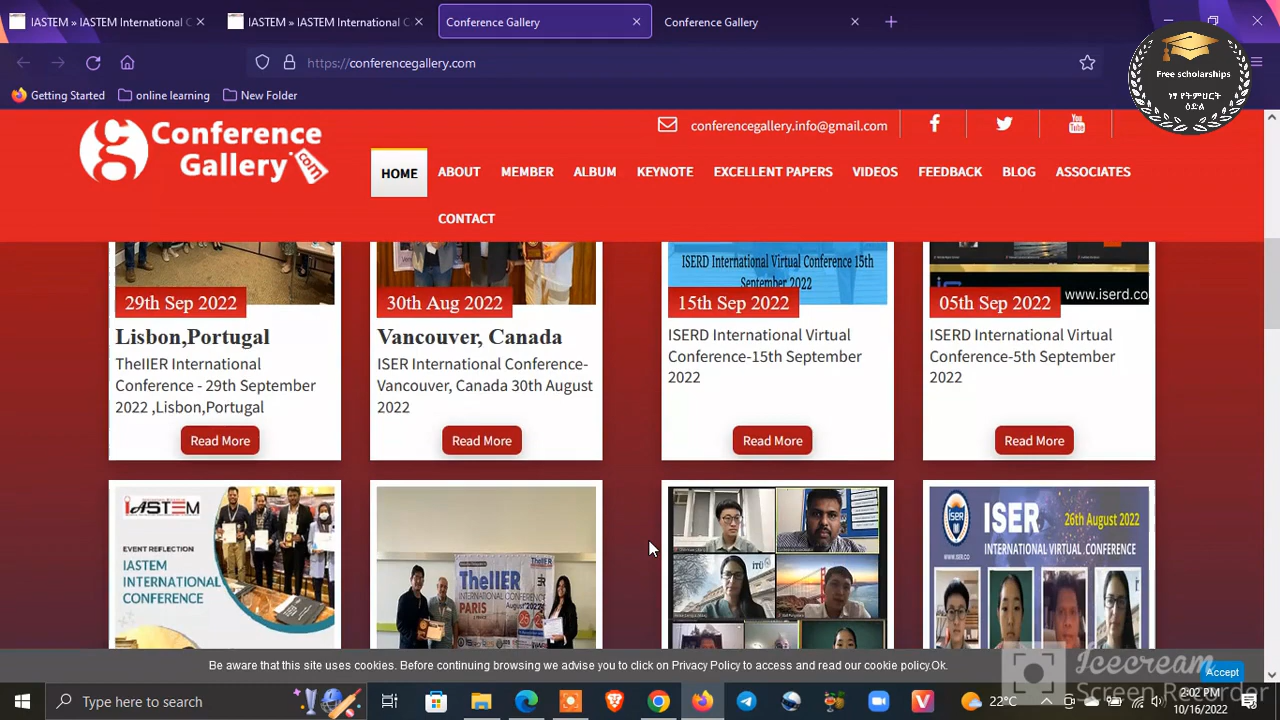 IASTEM » IASTEM International C
IASTEM » IASTEM International C
Conference Gallery
Conference Gallery
https://conferencegallery.com
Getting Started
online learning
New Folder
Free scholarships
ነፃ የትምህርት
ዕድል
Conference
Gallery
.com
conferencegallery.info@gmail.com
You
Tube
HOME
ABOUT
MEMBER
ALBUM
KEYNOTE
EXCELLENT PAPERS
VIDEOS
FEEDBACK
BLOG
ASSOCIATES
CONTACT
29th Sep 2022
Lisbon,Portugal
TheIIER International
Conference - 29th September
2022 ,Lisbon,Portugal
Read More
30th Aug 2022
Vancouver, Canada
ISER International Conference-
Vancouver, Canada 30th August
2022
Read More
ISERD International Virtual Conference 15th
September 2022
15th Sep 2022
ISERD International Virtual
Conference-15th September
2022
Read More
www.iserd.co
05th Sep 2022
ISERD International Virtual
Conference-5th September
2022
Read More
IASTEM
EVENT REFLECTION
IASTEM
INTERNATIONAL
CONFERENCE
TheIIER
INTERNATIONAL
CONFERENCE
PARIS
ISER
26th August 2022
INTERNATIONAL VIRTUAL CONFERENCE
Be aware that this site uses cookies. Before continuing browsing we advise you to click on Privacy Policy to access and read our cookie policy.Ok.
Accept
Icecream
Screen Recorder
Type here to search
22°C
2:02 PM
10/16/2022